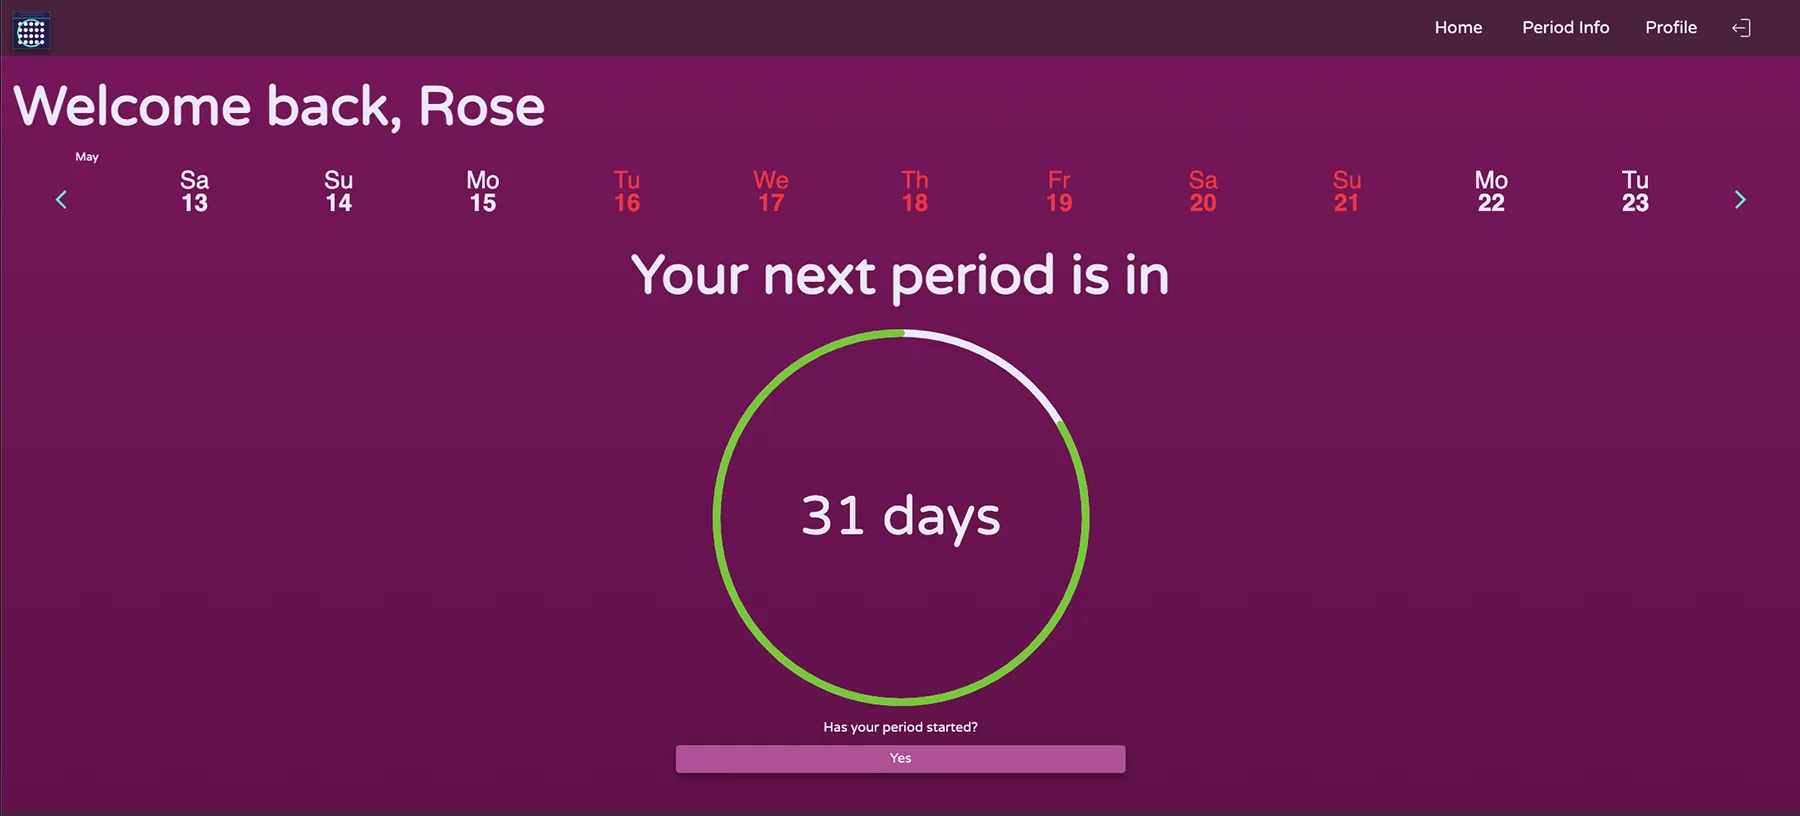 Home Period Info Profile
Welcome back, Rose
May
Sa Su Mo Tu We Th Fr Sa Su Mo Tu
13 14 15 16 17 18 19 20 21 22 23
Your next period is in
31 days
Has your period started?
Yes